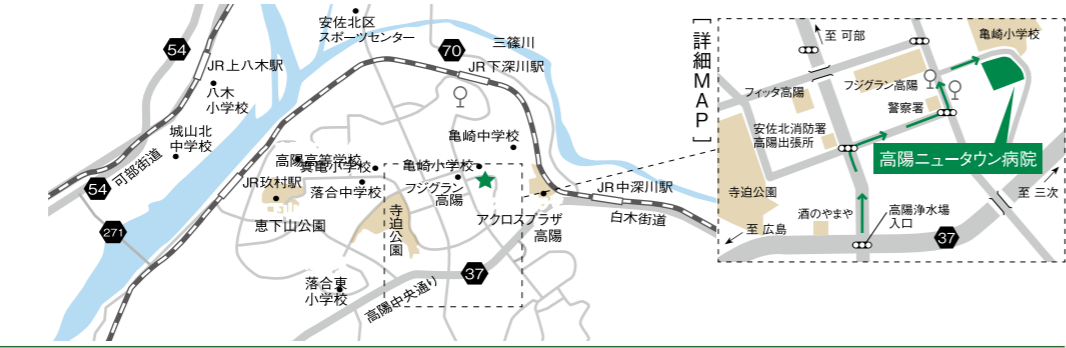 安佐北区
スポーツセンター
54
70
三篠川
JR下深川駅
JR上八木駅
八木
小学校
城山北
中学校
可部街道
亀崎中学校
高陽高等学校
真亀小学校
亀崎小学校
JR玖村駅
落合中学校
フジグラン
高陽
JR中深川駅
54
271
恵下山公園
寺迫公園
アクロスプラザ
高陽
白木街道
落合東
小学校
37
高陽中央通り
[詳細MAP]
至 可部
亀崎小学校
フィッタ高陽
フジグラン高陽
警察署
安佐北消防署
高陽出張所
高陽ニュータウン病院
寺迫公園
至 三次
酒のやまや
高陽浄水場
入口
37
至 広島